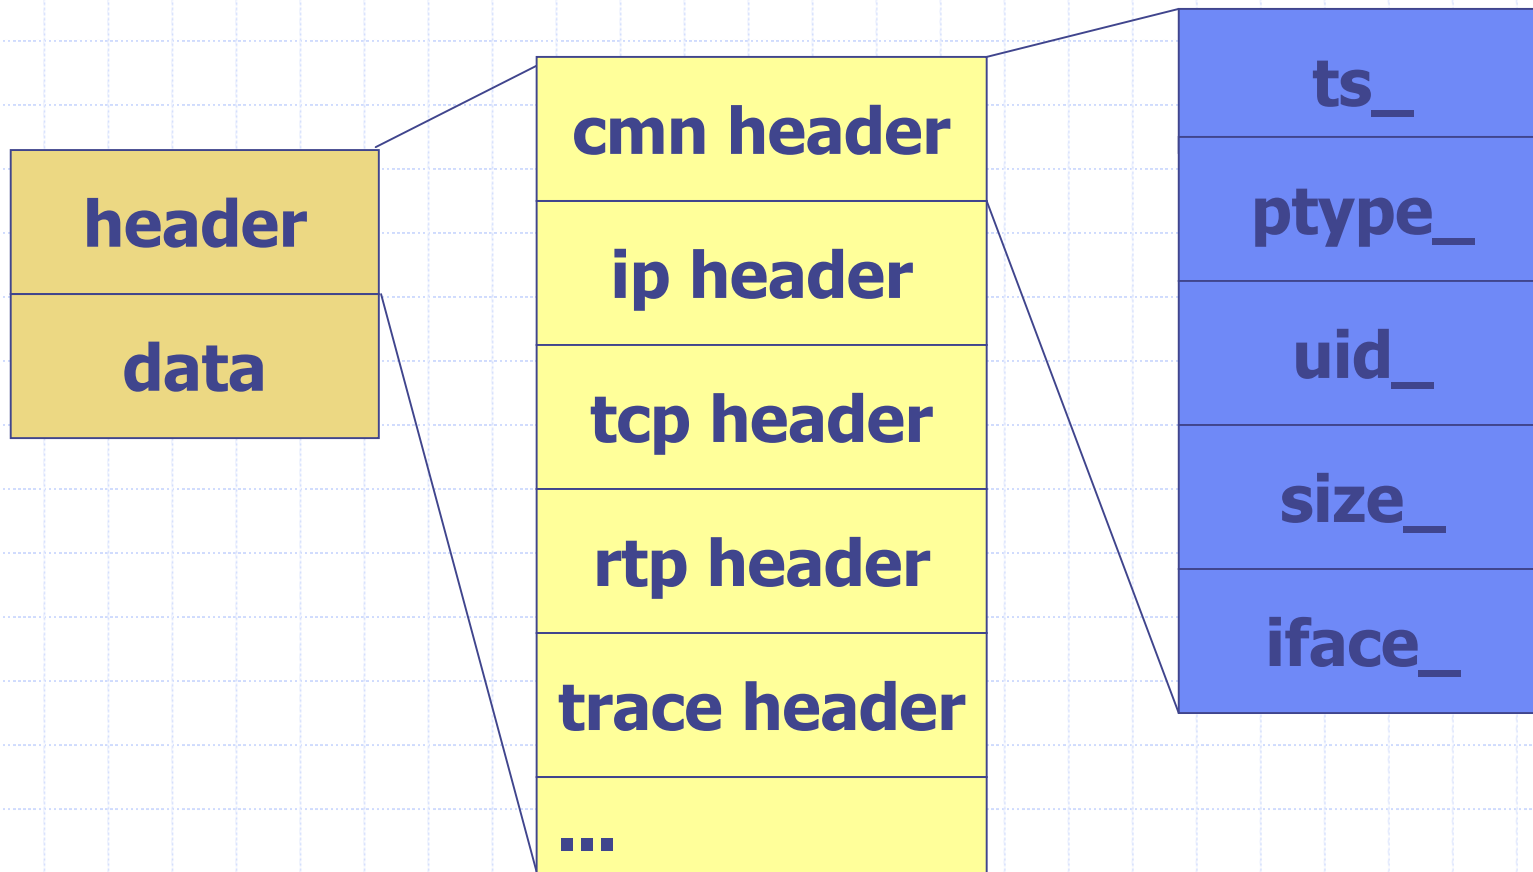 header
data
cmn header
ip header
tcp header
rtp header
trace header
...
ts_
ptype_
uid_
size_
iface_